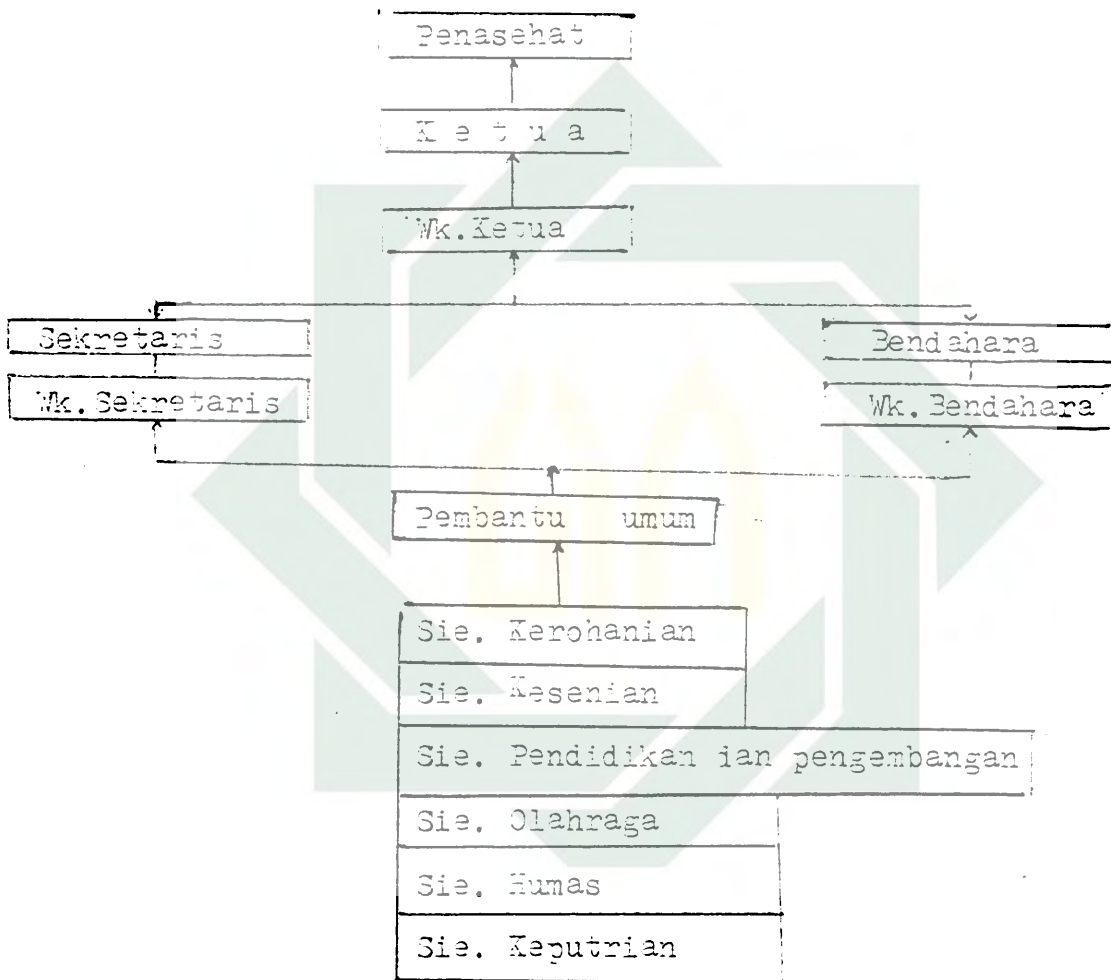 Penasehat
K e t u a
Wk.Ketua
Sekretaris
Bendahara
Wk.Sekretaris
Wk.Bendahara
Pembantu umum
Sie. Kerohanian
Sie. Kesenian
Sie. Pendidikan ian pengembangan
Sie. Olahraga
Sie. Humas
Sie. Keputrian